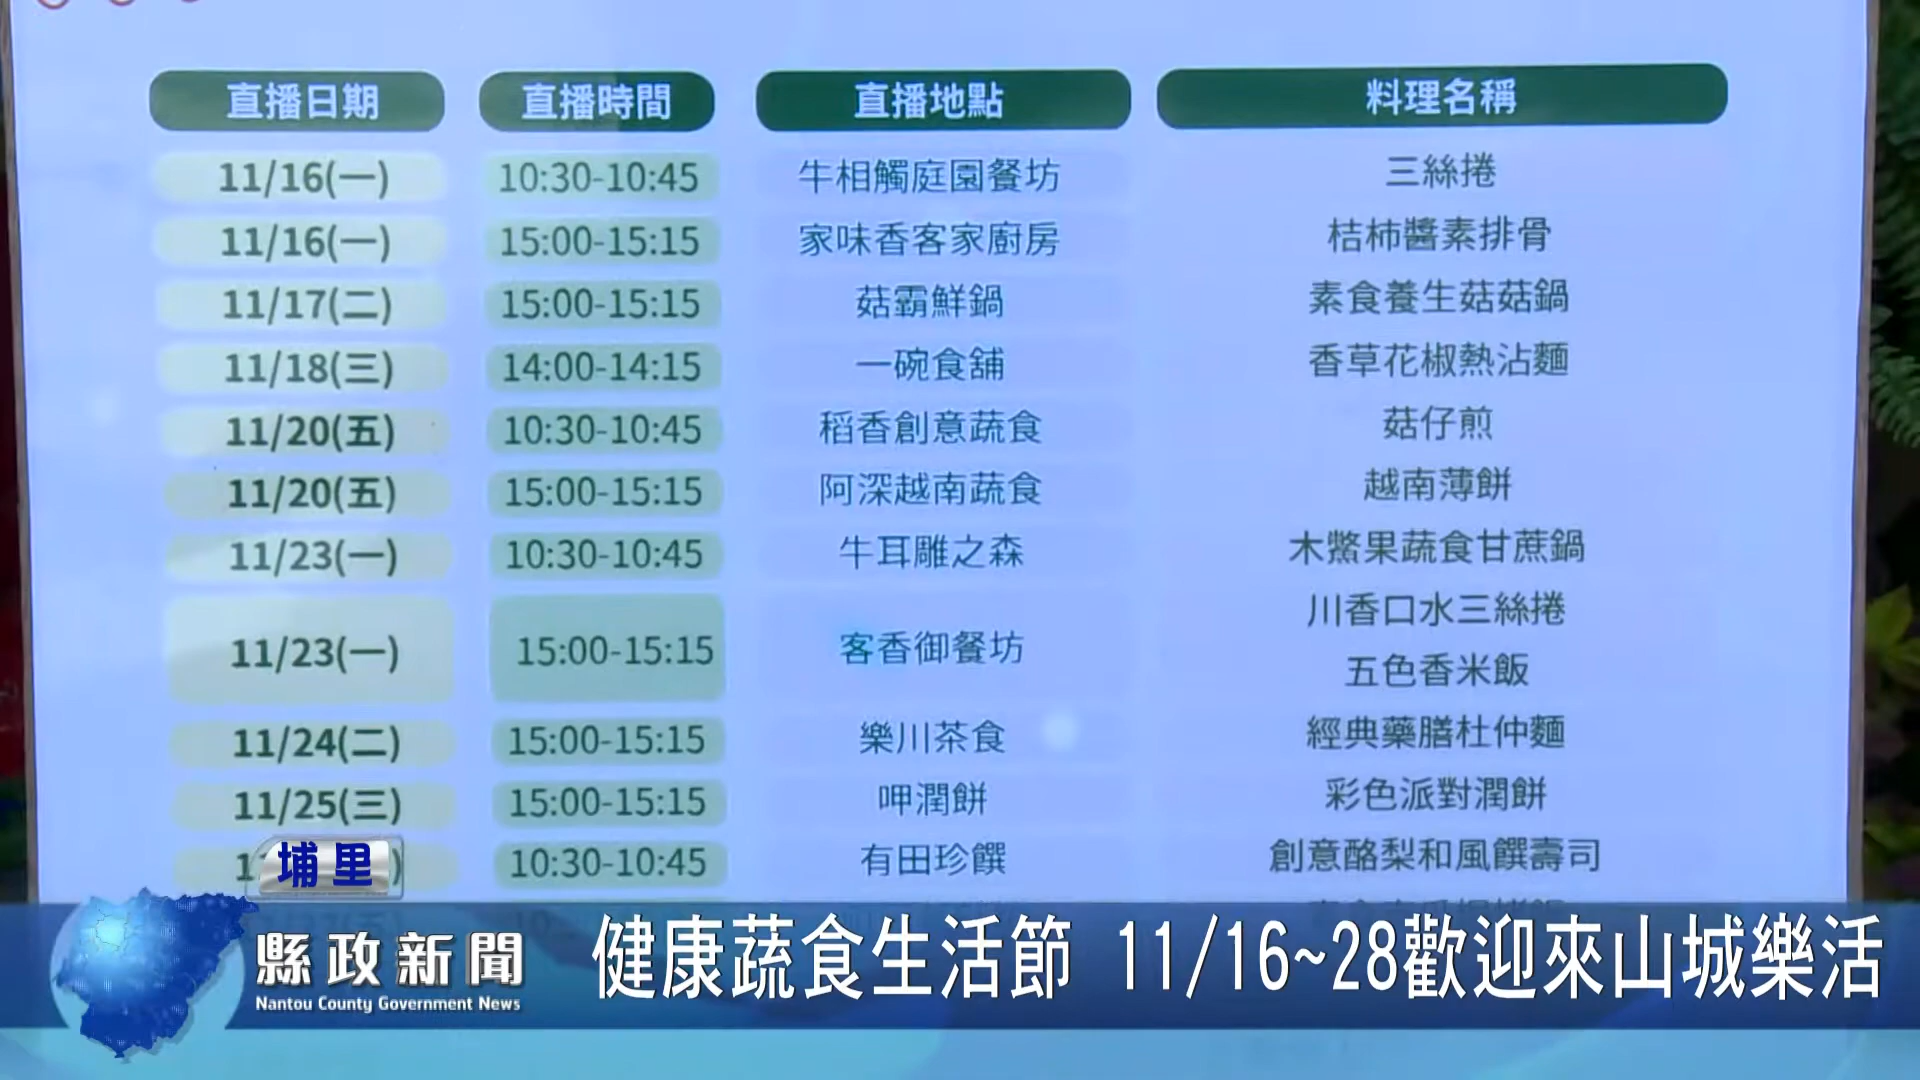 直播日期 直播時間 直播地點 料理名稱
11/16(一) 10:30-10:45 牛相觸庭園餐坊 三絲捲
11/16(一) 15:00-15:15 家味香客家廚房 桔柿醬素排骨
11/17(二) 15:00-15:15 菇霸鮮鍋 素食養生菇菇鍋
11/18(三) 14:00-14:15 一碗食舖 香草花椒熱沾麵
11/20(五) 10:30-10:45 稻香創意蔬食 菇仔煎
11/20(五) 15:00-15:15 阿深越南蔬食 越南薄餅
11/23(一) 10:30-10:45 牛耳雕之森 木鱉果蔬食甘蔗鍋
11/23(一) 15:00-15:15 客香御餐坊 川香口水三絲捲
五色香米飯
11/24(二) 15:00-15:15 樂川茶食 經典藥膳杜仲麵
11/25(三) 15:00-15:15 呷潤餅 彩色派對潤餅
10:30-10:45 有田珍饌 創意酪梨和風饌壽司
埔里
縣政新聞
Nantou County Government News
健康蔬食生活節 11/16~28歡迎來山城樂活